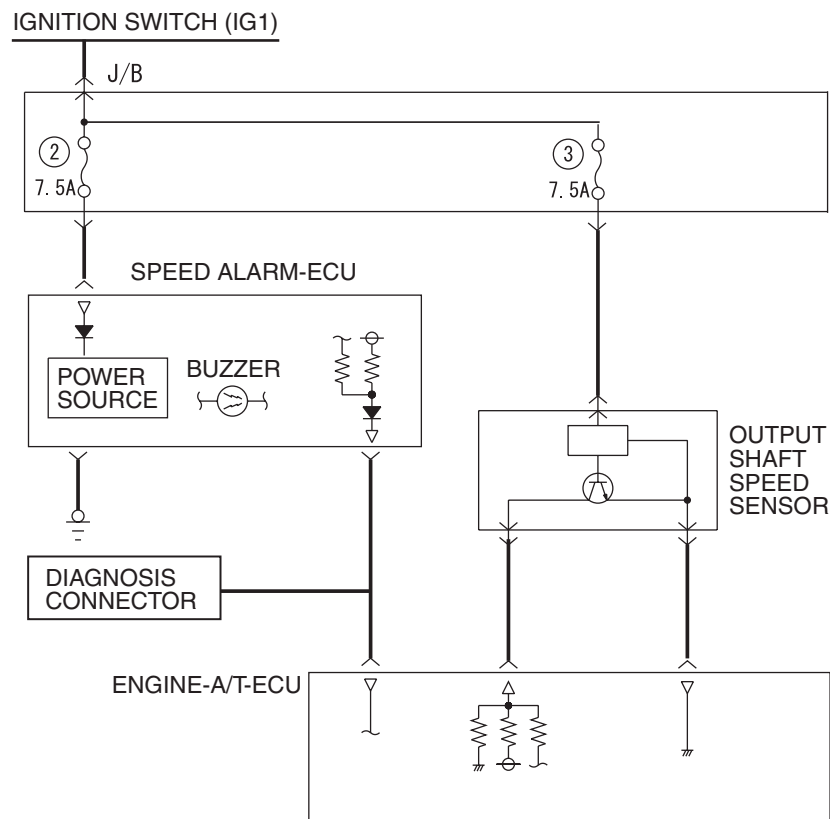 IGNITION SWITCH (IG1)
J/B
2
7.5A
3
7.5A
SPEED ALARM-ECU
POWER
SOURCE
BUZZER
OUTPUT
SHAFT
SPEED
SENSOR
DIAGNOSIS
CONNECTOR
ENGINE-A/T-ECU